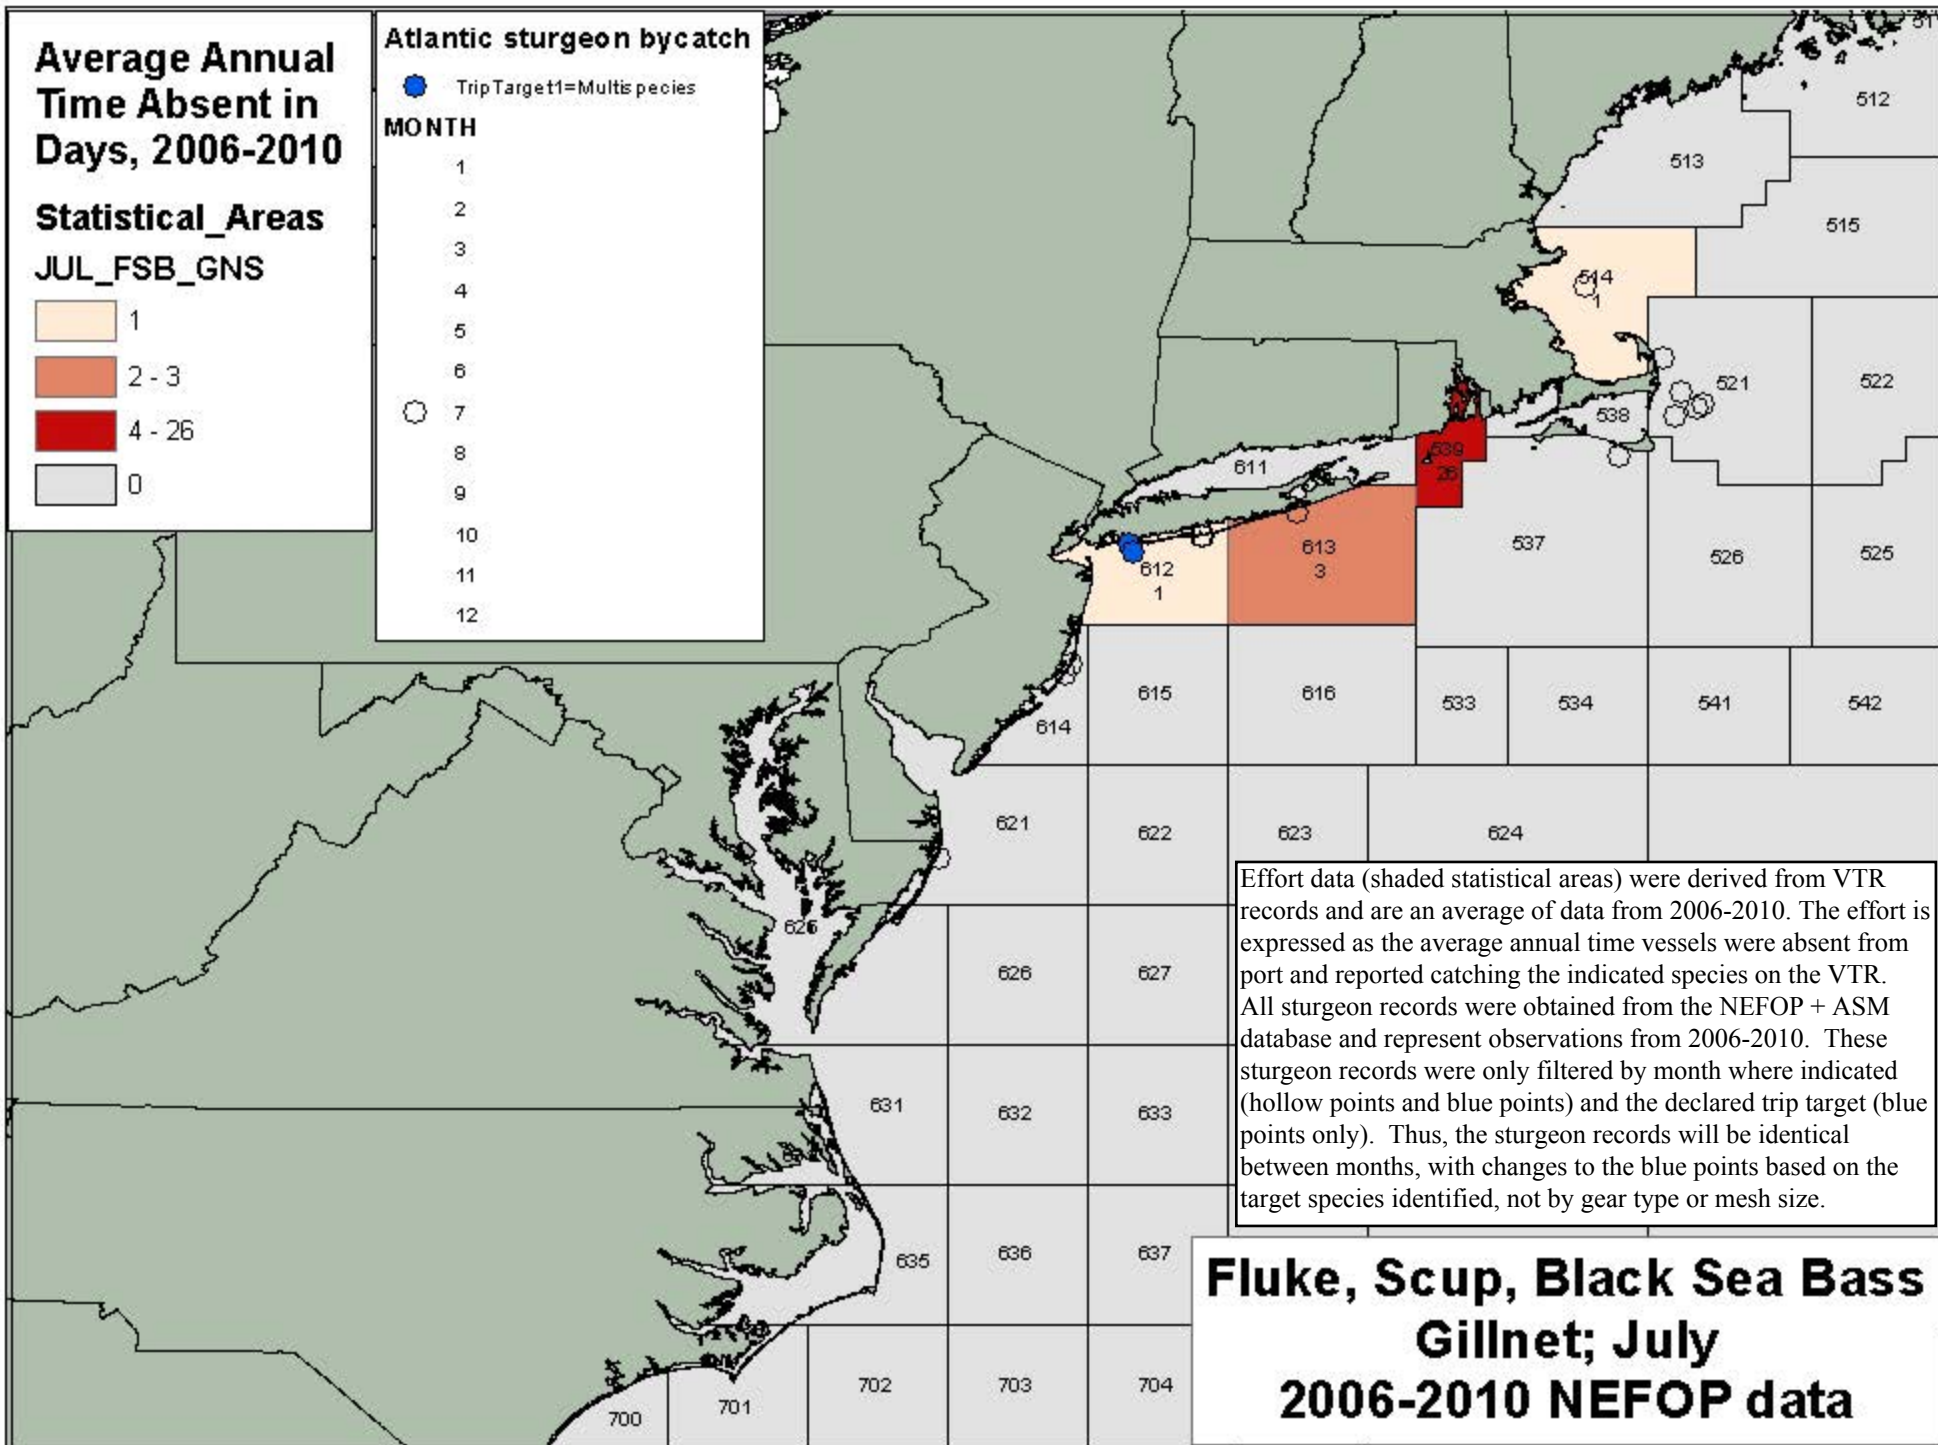 Average Annual
Time Absent in
Days, 2006-2010
Statistical_Areas
JUL_FSB_GNS
1
2 - 3
4 - 26
0
Atlantic sturgeon bycatch
TripTarget1=Multispecies
MONTH
1
2
3
4
5
6
7
8
9
10
11
12
512
513
515
514
1
521
522
538
539
26
611
613
3
612
1
537
526
525
615
616
533
534
541
542
614
621
622
623
624
625
626
627
631
632
633
635
636
637
700
701
702
703
704
Effort data (shaded statistical areas) were derived from VTR
records and are an average of data from 2006-2010. The effort is
expressed as the average annual time vessels were absent from
port and reported catching the indicated species on the VTR.
All sturgeon records were obtained from the NEFOP + ASM
database and represent observations from 2006-2010.  These
sturgeon records were only filtered by month where indicated
(hollow points and blue points) and the declared trip target (blue
points only).  Thus, the sturgeon records will be identical
between months, with changes to the blue points based on the
target species identified, not by gear type or mesh size.
Fluke, Scup, Black Sea Bass
Gillnet; July
2006-2010 NEFOP data